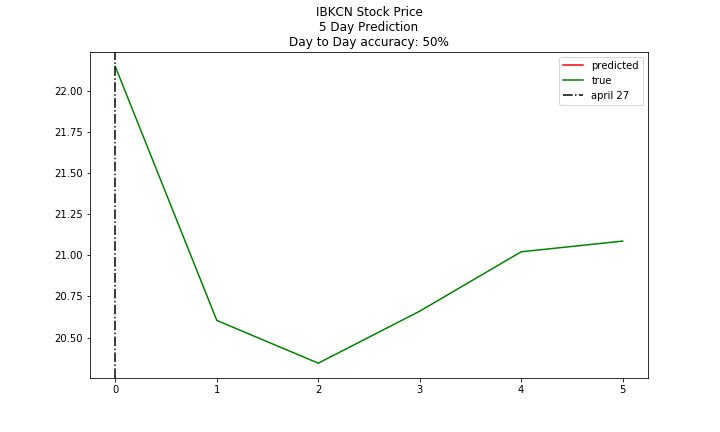 IBKCN Stock Price
5 Day Prediction
Day to Day accuracy: 50%
predicted
true
april 27
22.00
21.75
21.50
21.25
21.00
20.75
20.50
0 1 2 3 4 5